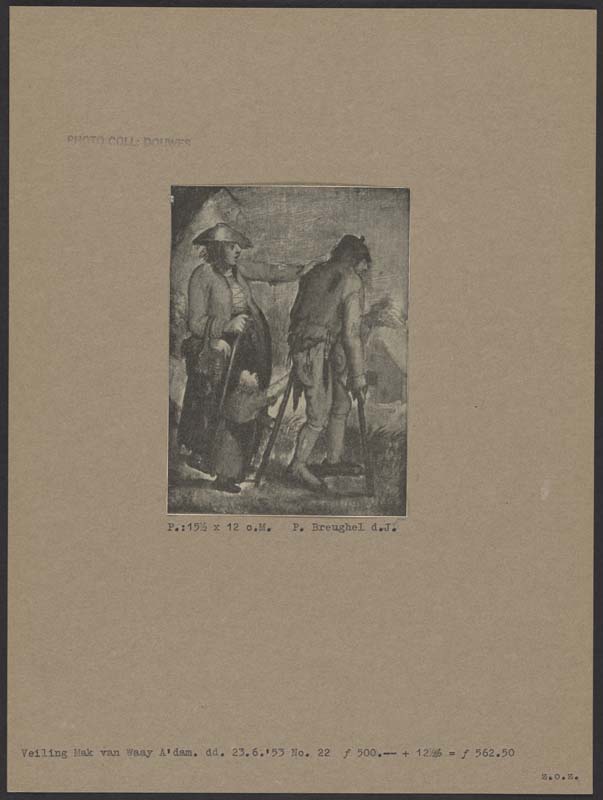 PHOTO COLL: DOUWES
P.:15½ x 12 c.M. P. Breughel d.J.
Veiling Mak van Waay A'dam. dd. 23.6.'53 No. 22 ƒ 500.-- + 12½% = ƒ 562.50
z.o.z.